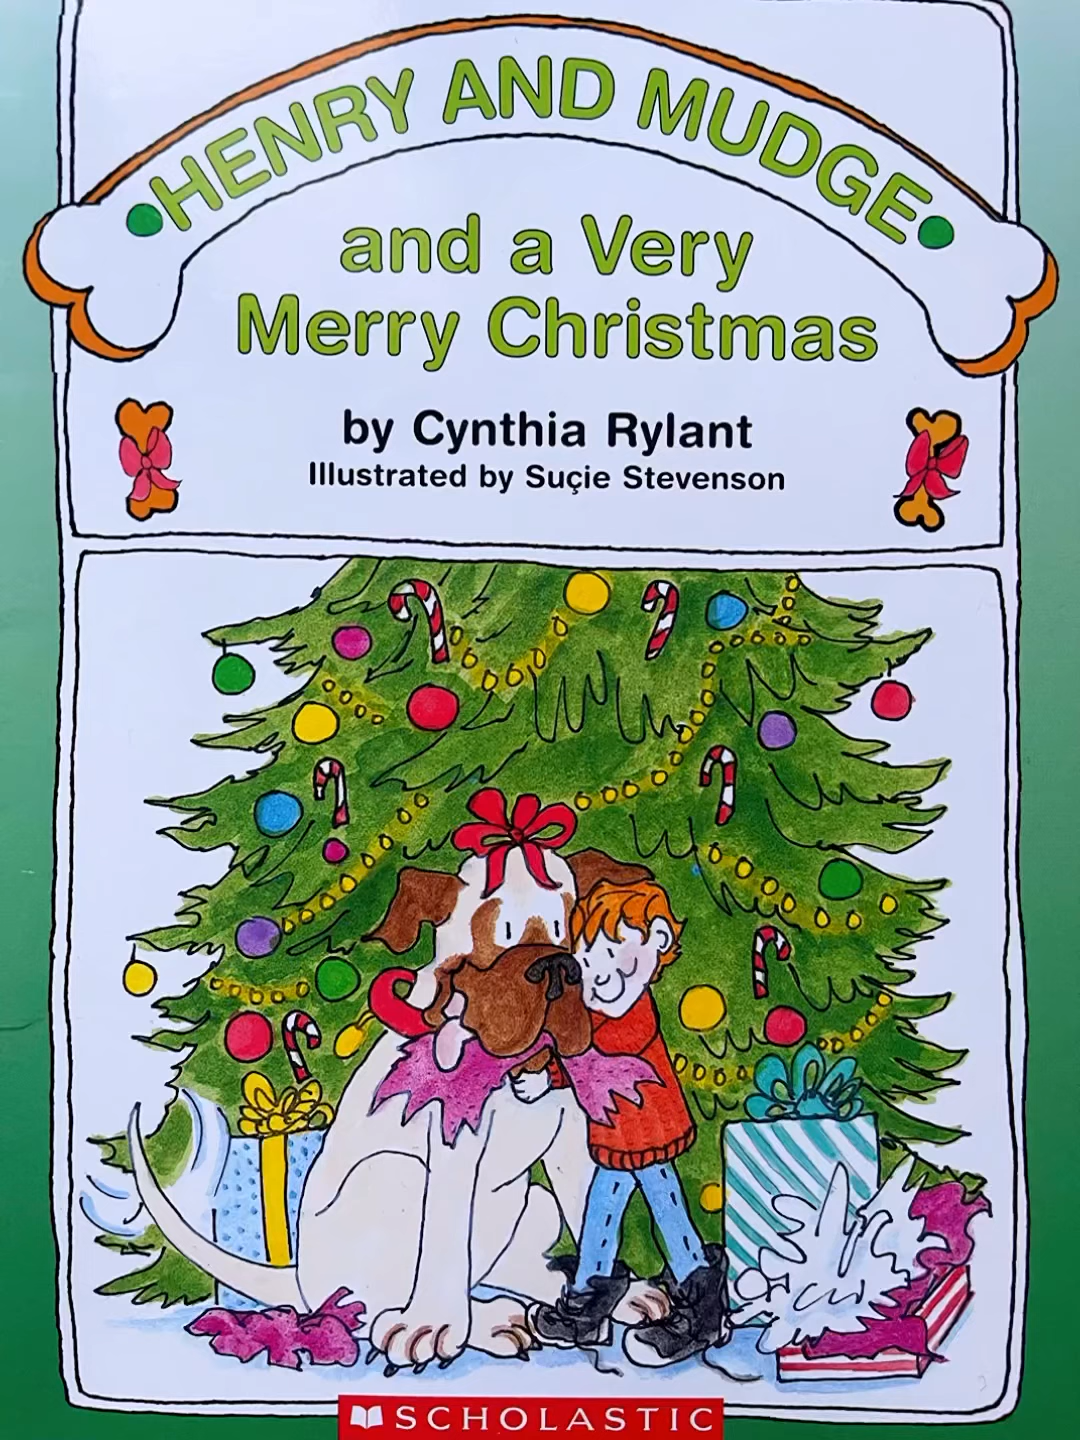 HENRY AND MUDGE
and a Very
Merry Christmas
by Cynthia Rylant
Illustrated by Suçie Stevenson
SCHOLASTIC